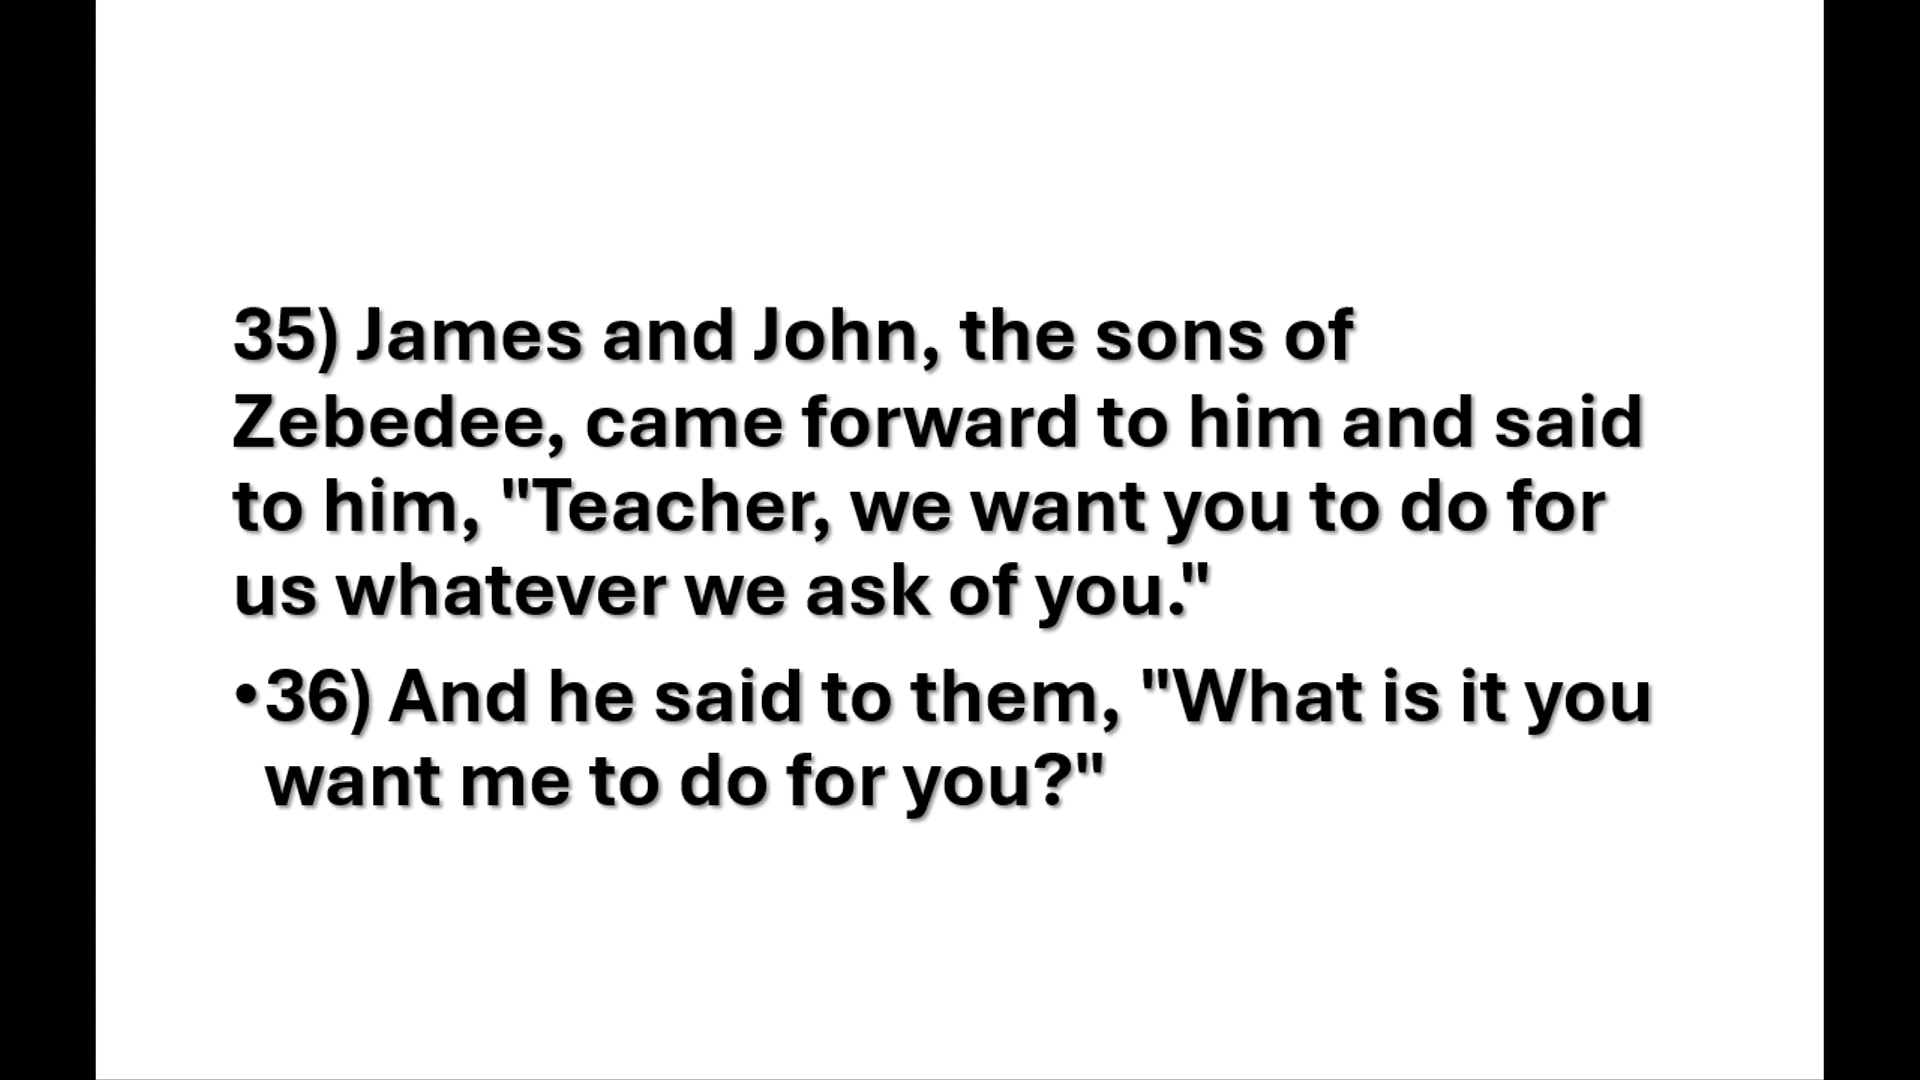 35) James and John, the sons of
Zebedee, came forward to him and said
to him, "Teacher, we want you to do for
us whatever we ask of you."
•36) And he said to them, "What is it you
want me to do for you?"